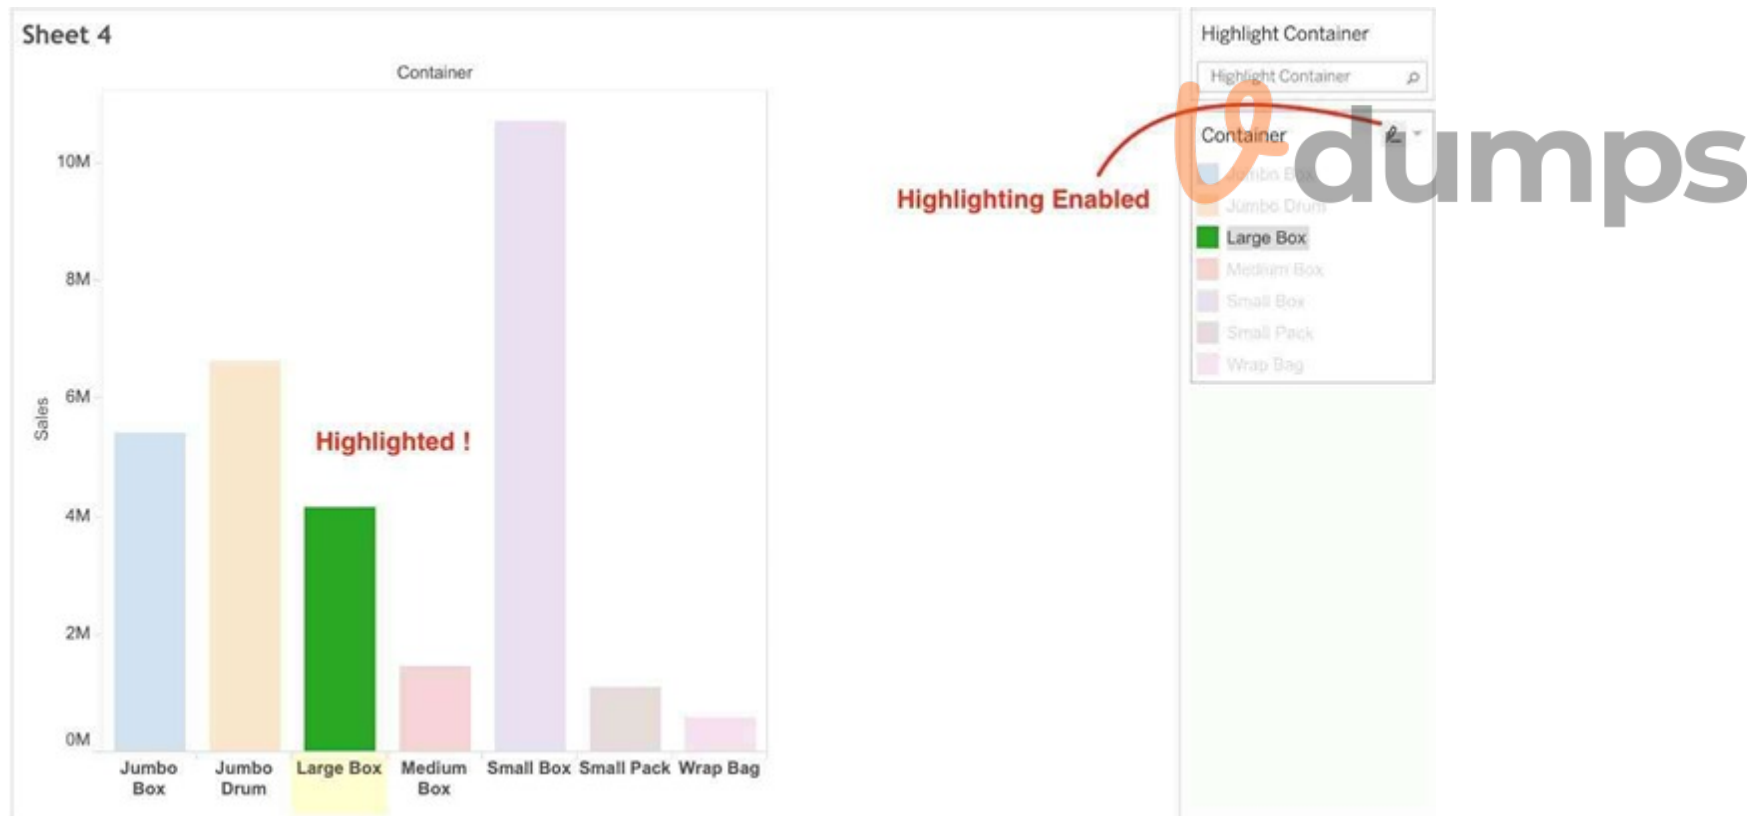 Sheet 4
Container
10M
8M
6M
4M
2M
0M
Sales
Highlighted !
Jumbo Box
Jumbo Drum
Large Box
Medium Box
Small Box
Small Pack
Wrap Bag
Highlighting Enabled
Highlight Container
Highlight Container
Container
Jumbo Box
Jumbo Drum
Large Box
Medium Box
Small Box
Small Pack
Wrap Bag
dumps